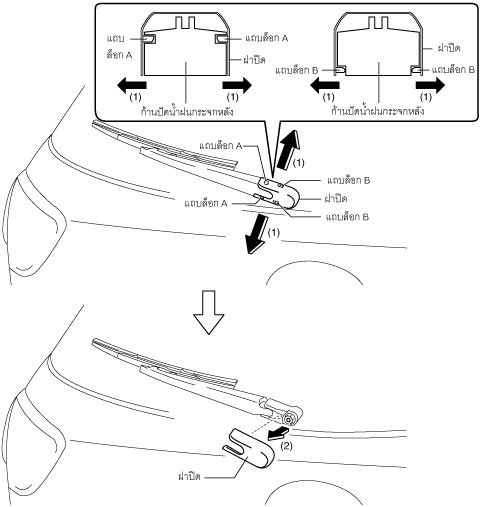 แถบ
ล็อก A
แถบล็อก A
ฝาปิด
(1)
(1)
ก้านปัดน้ำฝนกระจกหลัง
ฝาปิด
แถบล็อก B
แถบล็อก B
(1)
(1)
ก้านปัดน้ำฝนกระจกหลัง
แถบล็อก A
(1)
แถบล็อก B
ฝาปิด
แถบล็อก A
แถบล็อก B
(1)
(2)
ฝาปิด